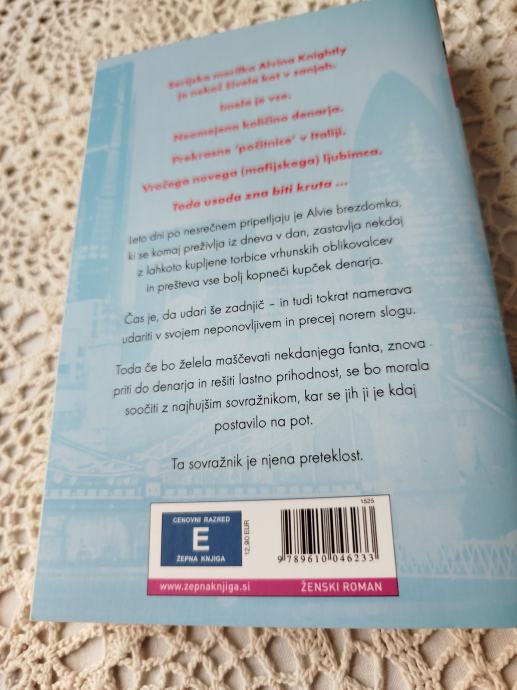 Serijska morilka Alvina Knightly
je nekoč živela kot v sanjah.
Imela je vse.
Neomejeno količino denarja.
Prekrasne 'počitnice' v Italiji.
Vročega novega (mafijskega) ljubimca.
Toda usoda zna biti kruta ...
Leto dni po nesrečnem pripetljaju je Alvie brezdomka,
ki se komaj preživlja iz dneva v dan, zastavlja nekdaj
z lahkoto kupljene torbice vrhunskih oblikovalcev
in prešteva vse bolj kopneči kupček denarja.
Čas je, da udari še zadnjič – in tudi tokrat namerava
udariti v svojem neponovljivem in precej norem slogu.
Toda če bo želela maščevati nekdanjega fanta, znova
priti do denarja in rešiti lastno prihodnost, se bo morala
soočiti z najhujšim sovražnikom, kar se jih ji je kdaj
postavilo na pot.
Ta sovražnik je njena preteklost.
CENOVNI RAZRED
E
ŽEPNA KNJIGA
12,90 EUR
1525
9 789610 046233
www.zepnaknjiga.si
ŽENSKI ROMAN